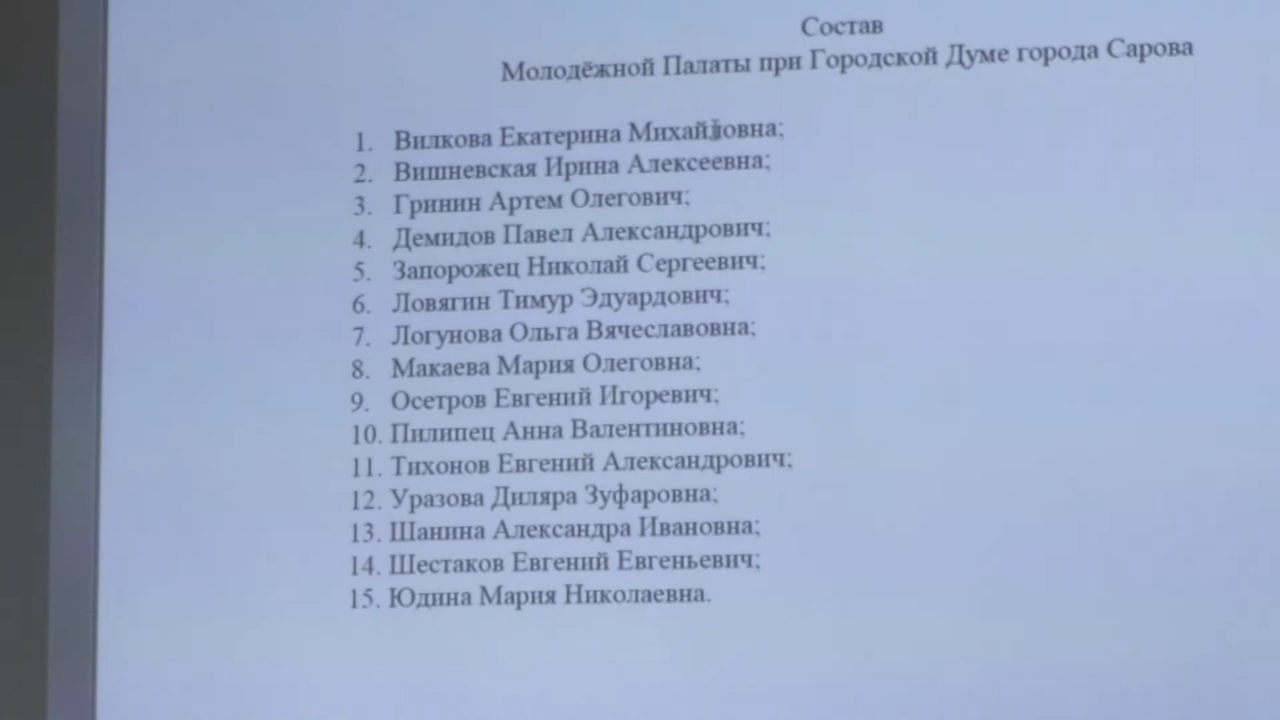 Состав
Молодёжной Палаты при Городской Думе города Сарова
1. Вилкова Екатерина Михайловна;
2. Вишневская Ирина Алексеевна;
3. Гринин Артем Олегович;
4. Демидов Павел Александрович;
5. Запорожец Николай Сергеевич;
6. Ловягин Тимур Эдуардович;
7. Логунова Ольга Вячеславовна;
8. Макаева Мария Олеговна;
9. Осетров Евгений Игоревич;
10. Пилипец Анна Валентиновна;
11. Тихонов Евгений Александрович;
12. Уразова Диляра Зуфаровна;
13. Шанина Александра Ивановна;
14. Шестаков Евгений Евгеньевич;
15. Юдина Мария Николаевна.